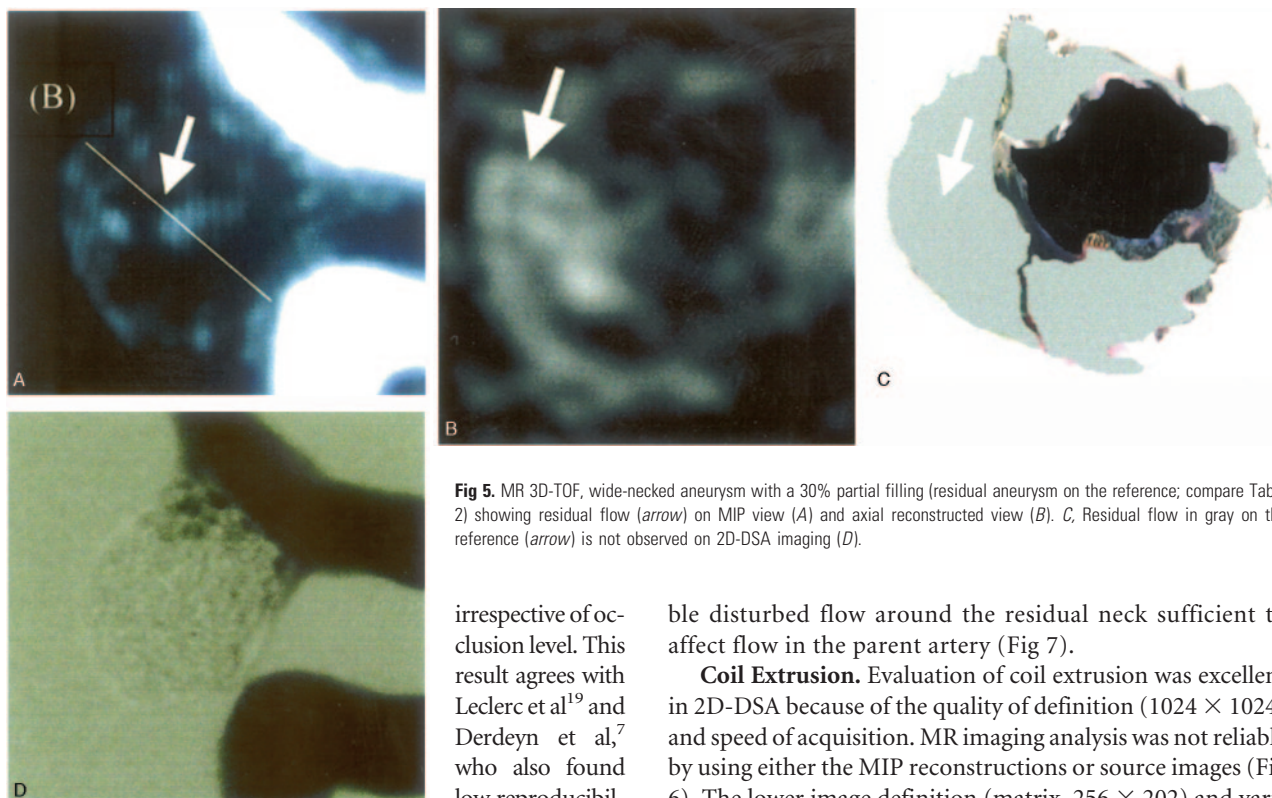 (B)
A
B
C
D
Fig 5. MR 3D-TOF, wide-necked aneurysm with a 30% partial filling (residual aneurysm on the reference; compare Tab
2) showing residual flow (arrow) on MIP view (A) and axial reconstructed view (B). C, Residual flow in gray on th
reference (arrow) is not observed on 2D-DSA imaging (D).
irrespective of oc-
clusion level. This
result agrees with
Leclerc et al19 and
Derdeyn et al,7
who also found
low reproducibil-
ble disturbed flow around the residual neck sufficient t
affect flow in the parent artery (Fig 7).
Coil Extrusion. Evaluation of coil extrusion was excellen
in 2D-DSA because of the quality of definition (1024 × 1024
and speed of acquisition. MR imaging analysis was not reliabl
by using either the MIP reconstructions or source images (Fi
6). The lower image definition (matrix, 256 × 202) and vari